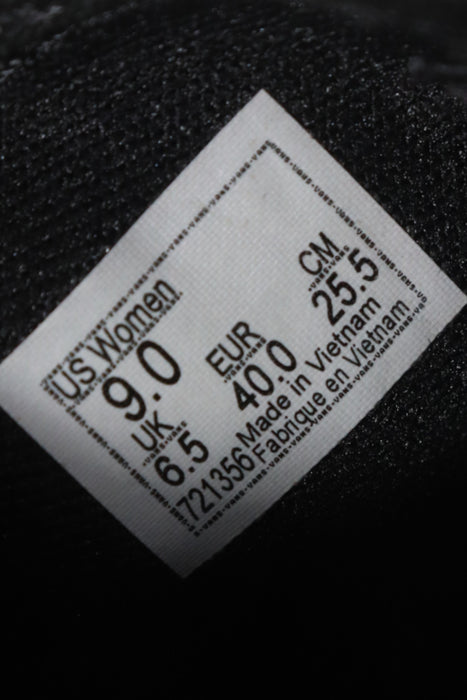 US Women
9.0
UK
6.5
EUR
40.0
CM
25.5
721356
Made in Vietnam
Fabrique en Vietnam